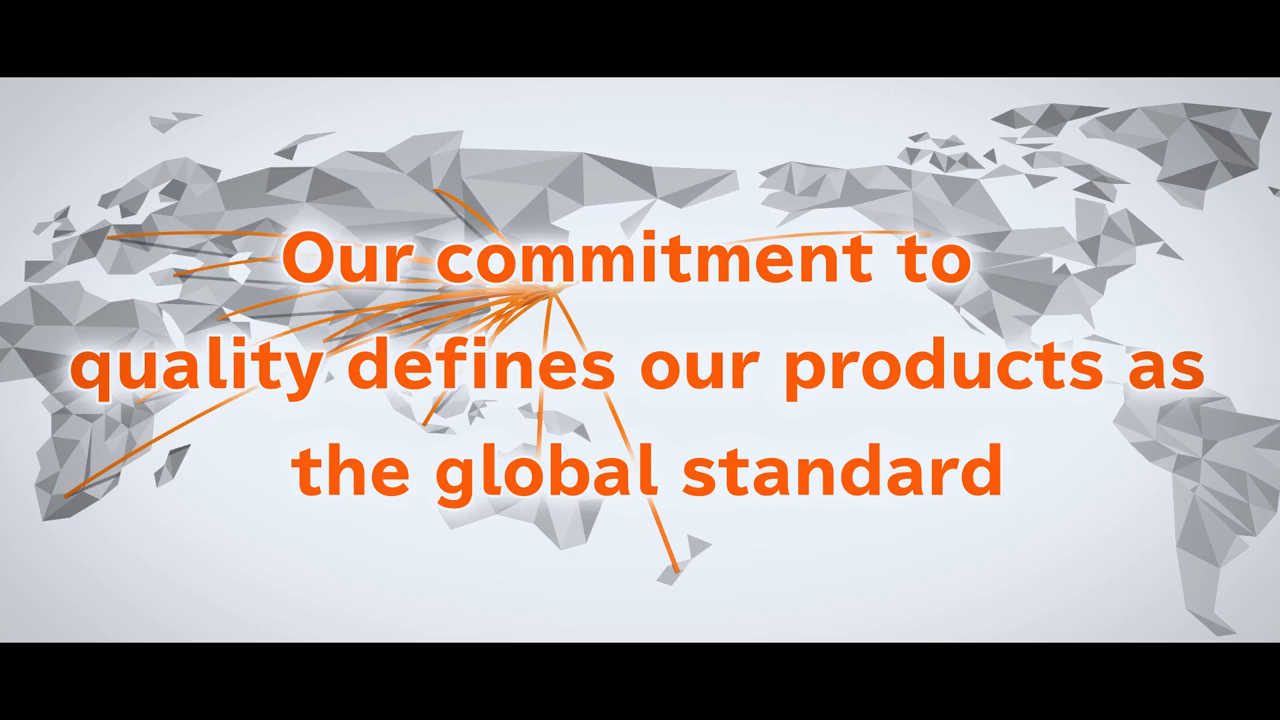 Our commitment to
quality defines our products as
the global standard